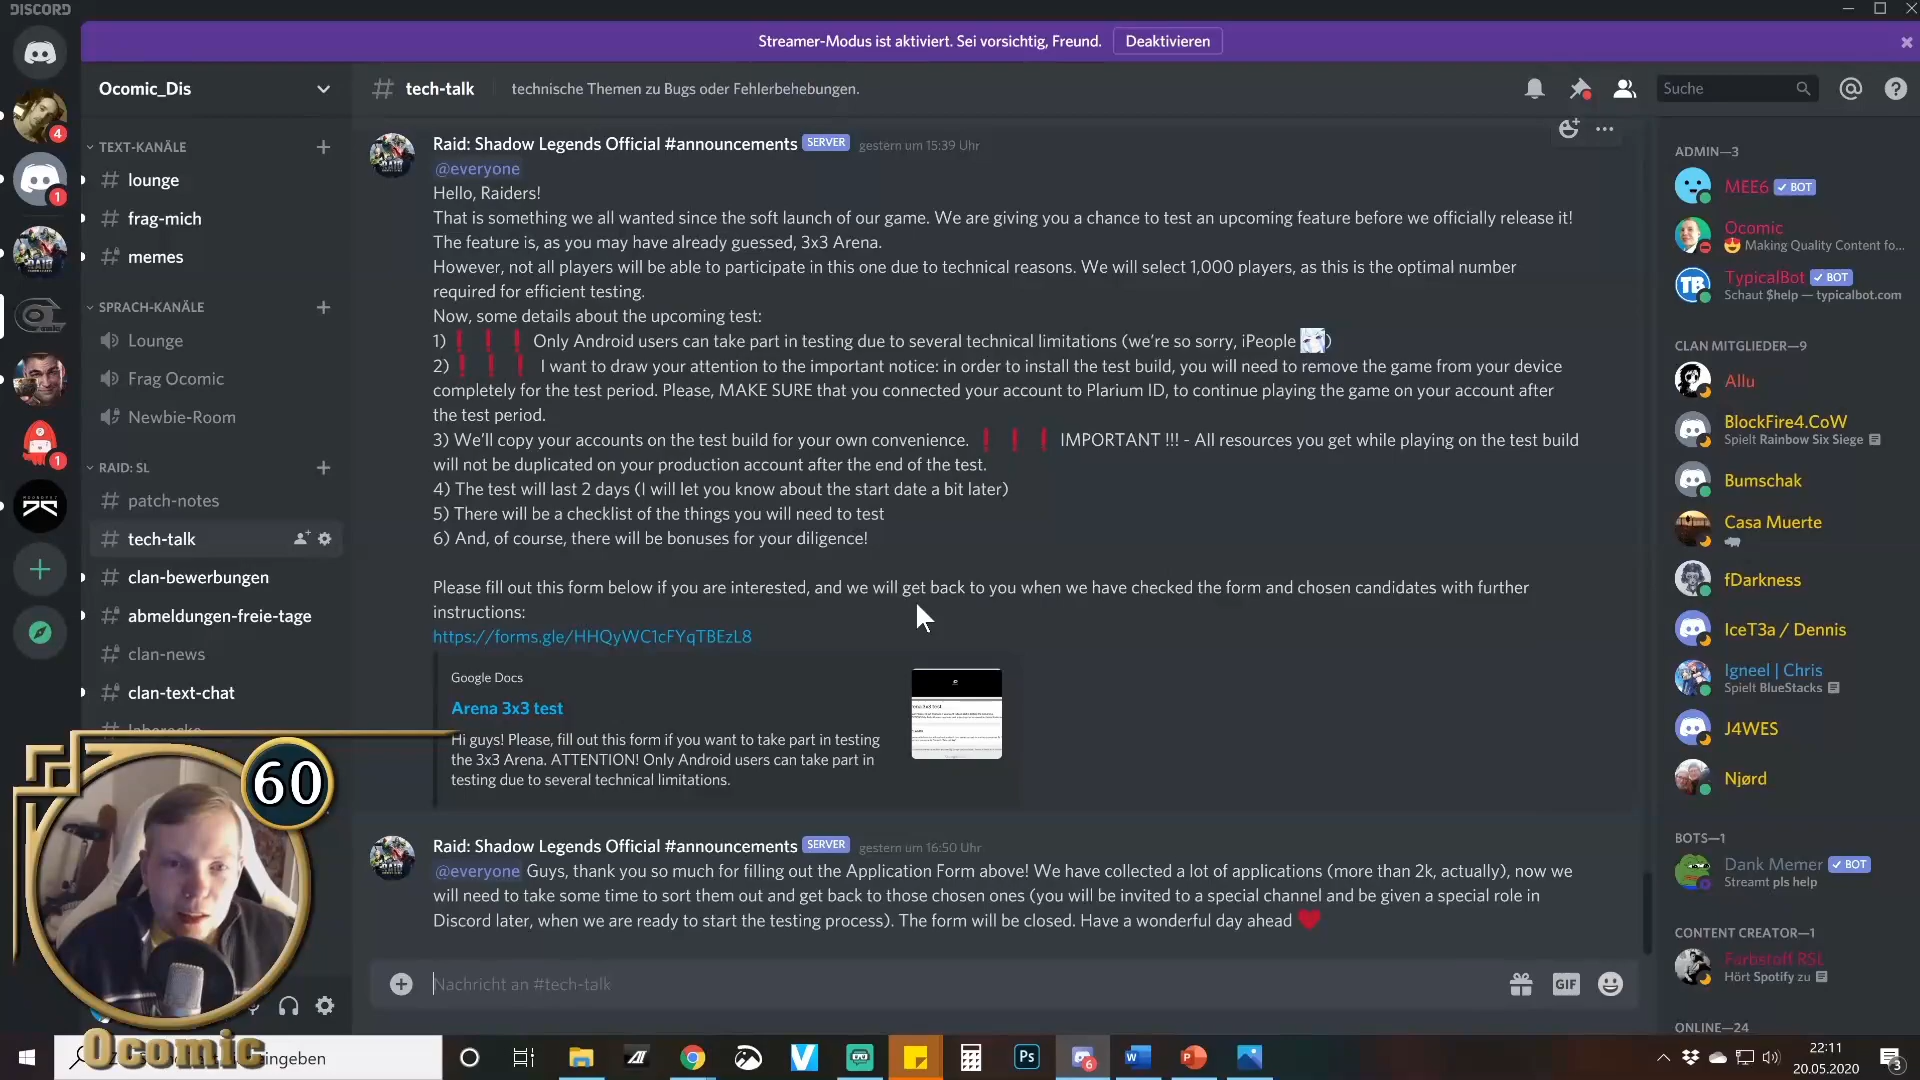 DISCORD
Streamer-Modus ist aktiviert. Sei vorsichtig, Freund.
Deaktivieren
Ocomic_Dis
tech-talk
technische Themen zu Bugs oder Fehlerbehebungen.
Suche
4
1
1
TEXT-KANÄLE
lounge
frag-mich
memes
SPRACH-KANÄLE
Lounge
Frag Ocomic
Newbie-Room
RAID: SL
patch-notes
tech-talk
clan-bewerbungen
abmeldungen-freie-tage
clan-news
clan-text-chat
Raid: Shadow Legends Official #announcements SERVER gestern um 15:39 Uhr
@everyone
Hello, Raiders!
That is something we all wanted since the soft launch of our game. We are giving you a chance to test an upcoming feature before we officially release it!
The feature is, as you may have already guessed, 3x3 Arena.
However, not all players will be able to participate in this one due to technical reasons. We will select 1,000 players, as this is the optimal number
required for efficient testing.
Now, some details about the upcoming test:
1) ❗ ❗ ❗ Only Android users can take part in testing due to several technical limitations (we're so sorry, iPeople )
2) ❗ ❗ ❗ I want to draw your attention to the important notice: in order to install the test build, you will need to remove the game from your device
completely for the test period. Please, MAKE SURE that you connected your account to Plarium ID, to continue playing the game on your account after
the test period.
3) We'll copy your accounts on the test build for your own convenience. ❗ ❗ ❗ IMPORTANT !!! - All resources you get while playing on the test build
will not be duplicated on your production account after the end of the test.
4) The test will last 2 days (I will let you know about the start date a bit later)
5) There will be a checklist of the things you will need to test
6) And, of course, there will be bonuses for your diligence!
Please fill out this form below if you are interested, and we will get back to you when we have checked the form and chosen candidates with further
instructions:
https://forms.gle/HHQyWC1cFYqTBEzL8
Google Docs
Arena 3x3 test
Hi guys! Please, fill out this form if you want to take part in testing
the 3x3 Arena. ATTENTION! Only Android users can take part in
testing due to several technical limitations.
Raid: Shadow Legends Official #announcements SERVER gestern um 16:50 Uhr
@everyone Guys, thank you so much for filling out the Application Form above! We have collected a lot of applications (more than 2k, actually), now we
will need to take some time to sort them out and get back to those chosen ones (you will be invited to a special channel and be given a special role in
Discord later, when we are ready to start the testing process). The form will be closed. Have a wonderful day ahead ❤
Nachricht an #tech-talk
GIF
ADMIN—3
MEE6 BOT
Ocomic
Making Quality Content fo...
TypicalBot BOT
Schaut $help — typicalbot.com
CLAN MITGLIEDER—9
Allu
BlockFire4.CoW
Spielt Rainbow Six Siege
Bumschak
Casa Muerte
fDarkness
IceT3a / Dennis
Igneel | Chris
Spielt BlueStacks
J4WES
Njørd
BOTS—1
Dank Memer BOT
Streamt pls help
CONTENT CREATOR—1
Farbstoff RSL
Hört Spotify zu
ONLINE—24
60
Ocomic
eingeben
Ps
6
22:11
20.05.2020
3